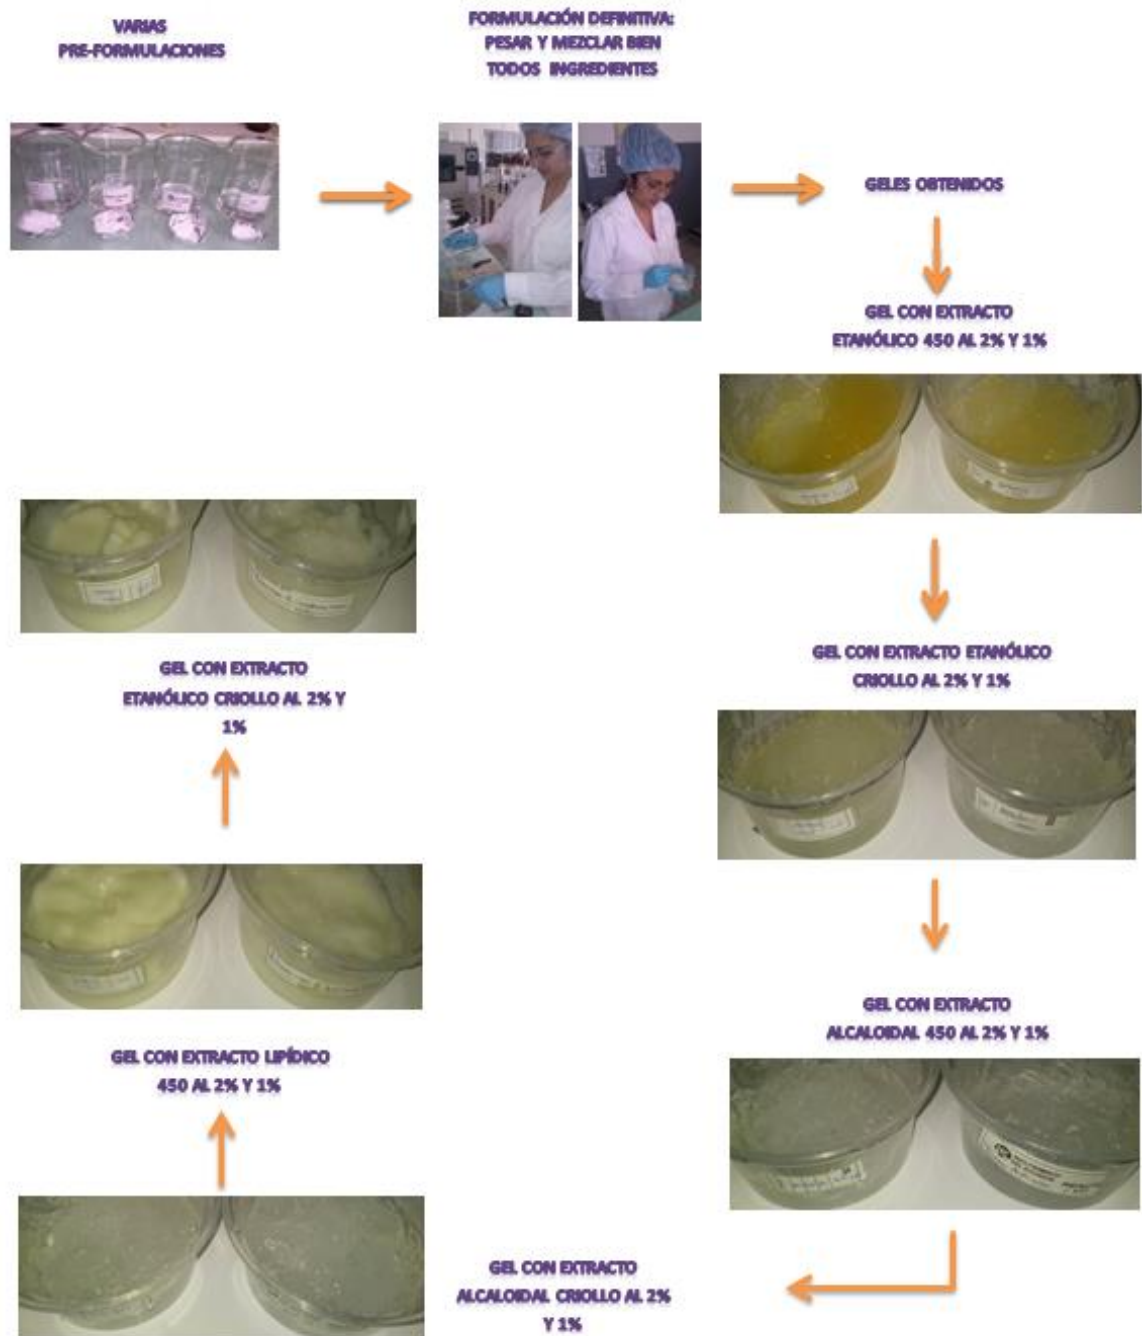 VARIAS
PRE-FORMULACIONES
FORMULACIÓN DEFINITIVA:
PESAR Y MEZCLAR BIEN
TODOS INGREDIENTES
GELES OBTENIDOS
GEL CON EXTRACTO
ETANÓLICO 450 AL 2% Y 1%
GEL CON EXTRACTO ETANÓLICO
CRIOLLO AL 2% Y 1%
GEL CON EXTRACTO
ALCALOIDAL 450 AL 2% Y 1%
GEL CON EXTRACTO
ALCALOIDAL CRIOLLO AL 2%
Y 1%
GEL CON EXTRACTO LIPÍDICO
450 AL 2% Y 1%
GEL CON EXTRACTO
ETANÓLICO CRIOLLO AL 2% Y
1%